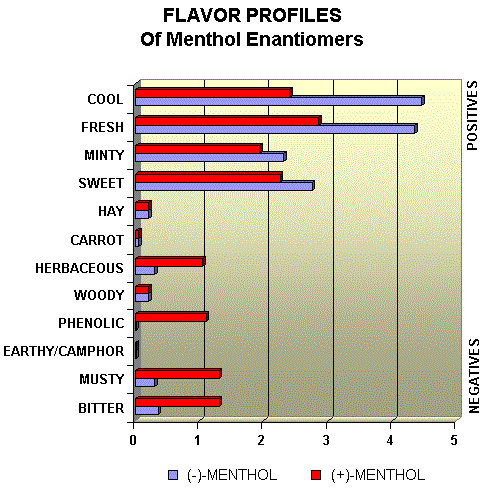 FLAVOR PROFILES
Of Menthol Enantiomers
COOL
FRESH
MINTY
SWEET
HAY
CARROT
HERBACEOUS
WOODY
PHENOLIC
EARTHY/CAMPHOR
MUSTY
BITTER
POSITIVES
NEGATIVES
0 1 2 3 4 5
(-)-MENTHOL (+)-MENTHOL